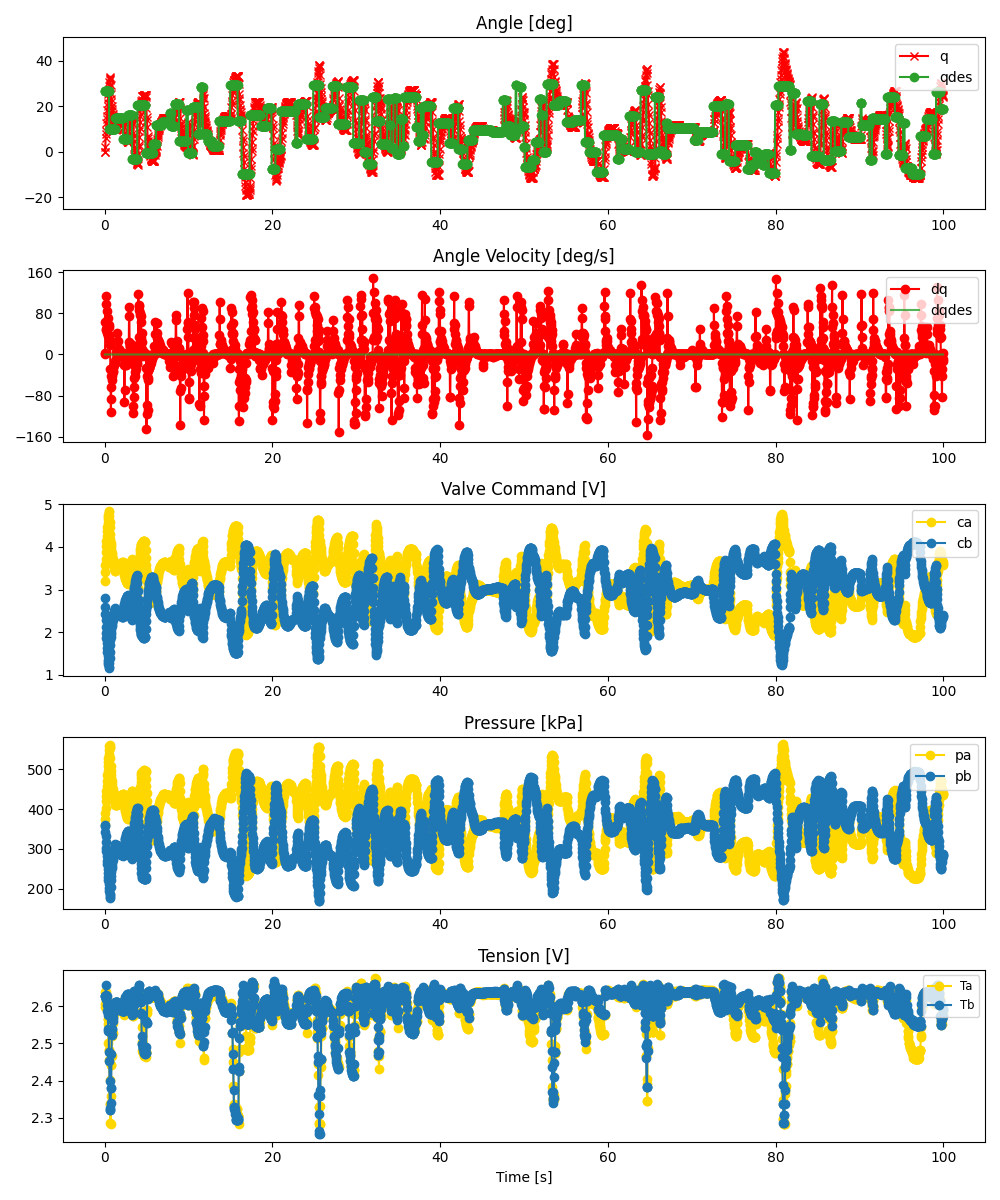 Angle [deg]
40
20
0
−20
q
qdes
0 20 40 60 80 100
Angle Velocity [deg/s]
160
80
0
−80
−160
dq
dqdes
0 20 40 60 80 100
Valve Command [V]
5
4
3
2
1
ca
cb
0 20 40 60 80 100
Pressure [kPa]
500
400
300
200
pa
pb
0 20 40 60 80 100
Tension [V]
2.6
2.5
2.4
2.3
Ta
Tb
0 20 40 60 80 100
Time [s]